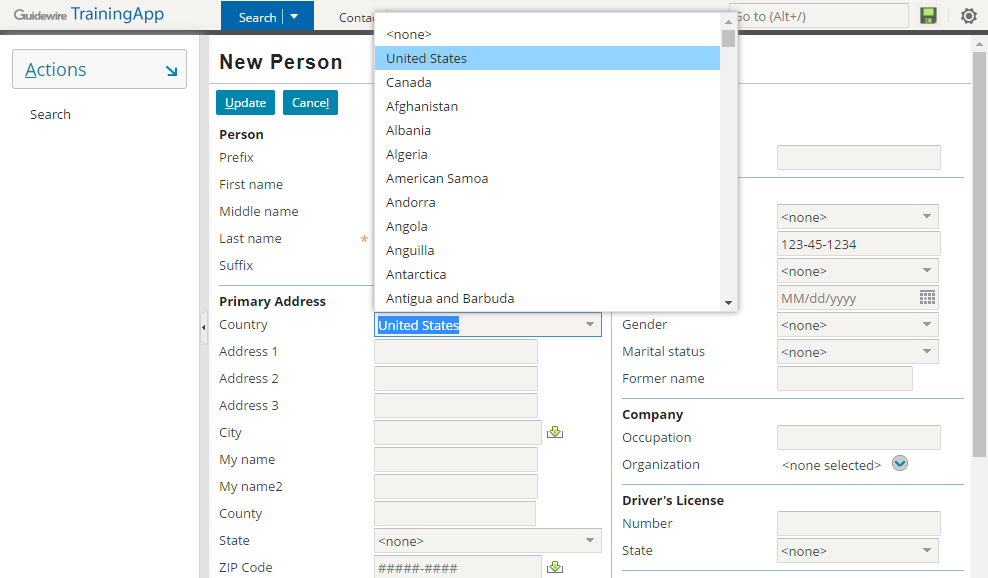 Guidewire TrainingApp
Search
Contac
Go to (Alt+/)
Actions
Search
New Person
Update
Cancel
Person
Prefix
First name
Middle name
Last name
*
Suffix
Primary Address
Country
United States
Address 1
Address 2
Address 3
City
My name
My name2
County
State
<none>
ZIP Code
#####-####
<none>
United States
Canada
Afghanistan
Albania
Algeria
American Samoa
Andorra
Angola
Anguilla
Antarctica
Antigua and Barbuda
<none>
123-45-1234
<none>
MM/dd/yyyy
Gender
<none>
Marital status
<none>
Former name
Company
Occupation
Organization
<none selected>
Driver's License
Number
State
<none>